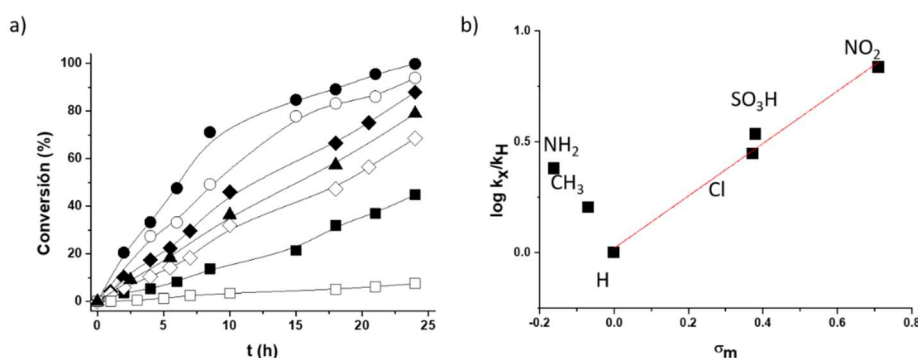 a)
Conversión (%)
100
80
60
40
20
0
0 5 10 15 20 25
t (h)
b)
log kₓ/k_H
1.0
0.5
0.0
-0.2 0.0 0.2 0.4 0.6 0.8
σₘ
NO₂
SO₃H
NH₂
CH₃
Cl
H